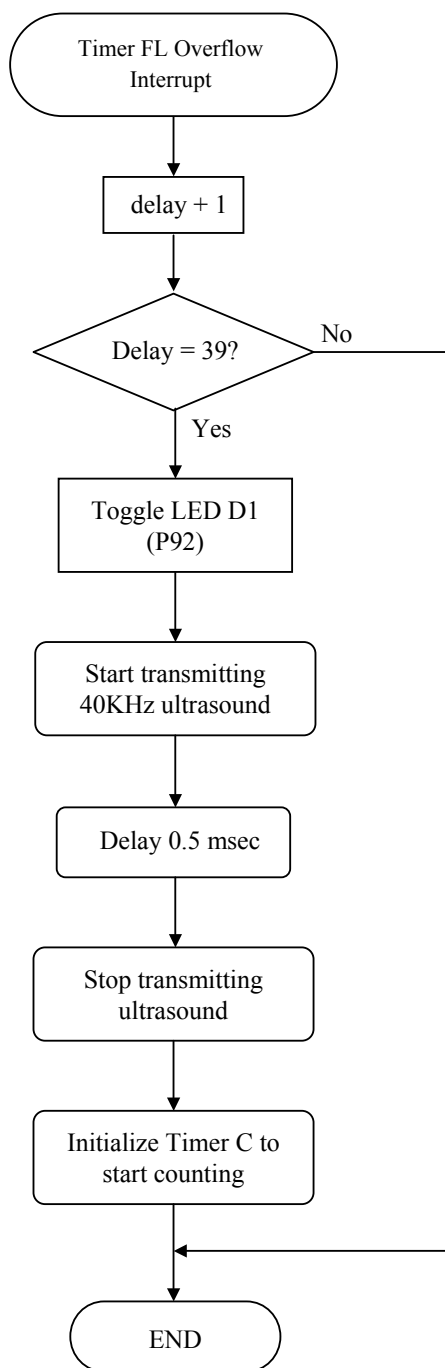 Timer FL Overflow
Interrupt
delay + 1
Delay = 39?
No
Yes
Toggle LED D1
(P92)
Start transmitting
40KHz ultrasound
Delay 0.5 msec
Stop transmitting
ultrasound
Initialize Timer C to
start counting
END